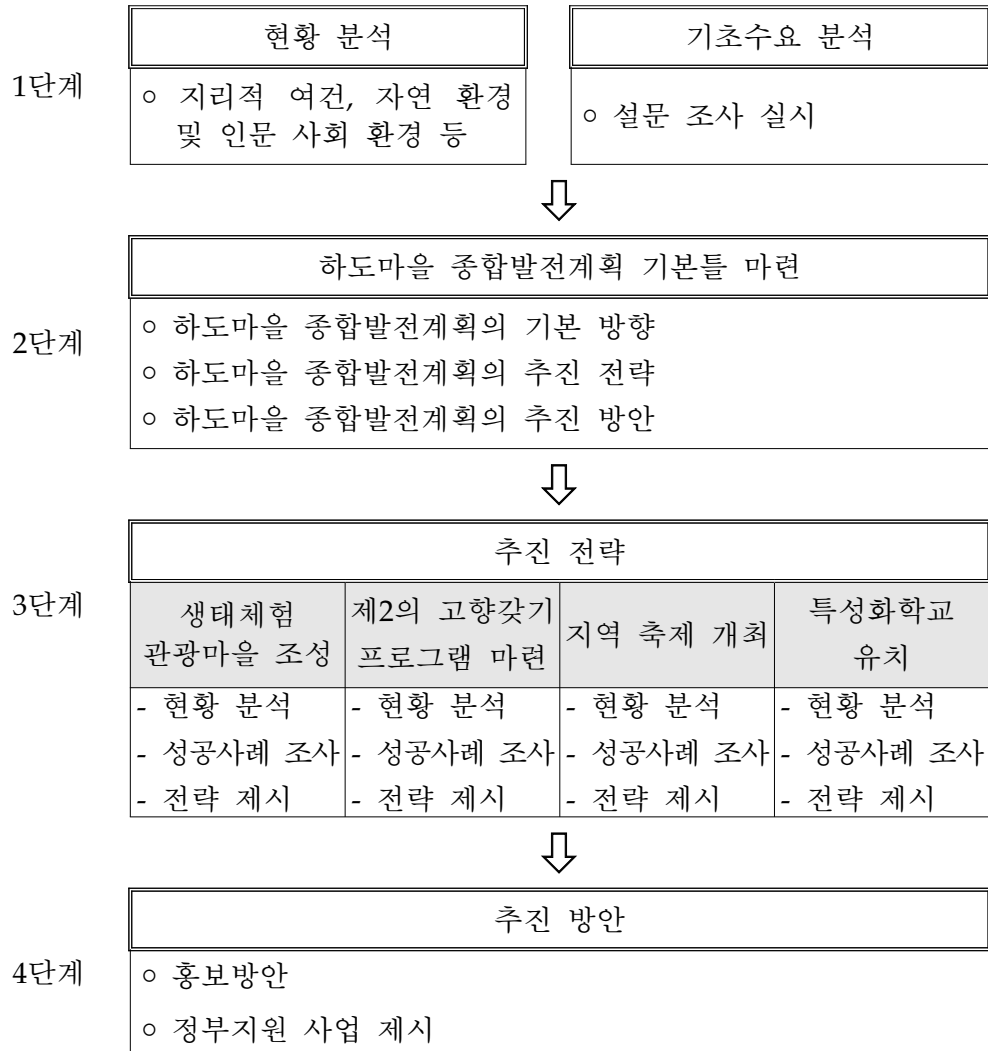 현황 분석
기초수요 분석
1단계
○ 지리적 여건, 자연 환경
및 인문 사회 환경 등
○ 설문 조사 실시
하도마을 종합발전계획 기본틀 마련
2단계
○ 하도마을 종합발전계획의 기본 방향
○ 하도마을 종합발전계획의 추진 전략
○ 하도마을 종합발전계획의 추진 방안
추진 전략
3단계
생태체험
관광마을 조성
제2의 고향갖기
프로그램 마련
지역 축제 개최
특성화학교
유치
- 현황 분석
- 성공사례 조사
- 전략 제시
- 현황 분석
- 성공사례 조사
- 전략 제시
- 현황 분석
- 성공사례 조사
- 전략 제시
- 현황 분석
- 성공사례 조사
- 전략 제시
추진 방안
4단계
○ 홍보방안
○ 정부지원 사업 제시